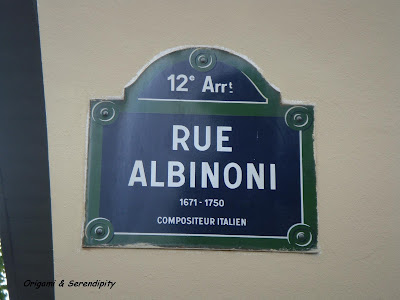 12e Arrt.
RUE
ALBINONI
1671 - 1750
COMPOSITEUR ITALIEN
Origami & Serendipity